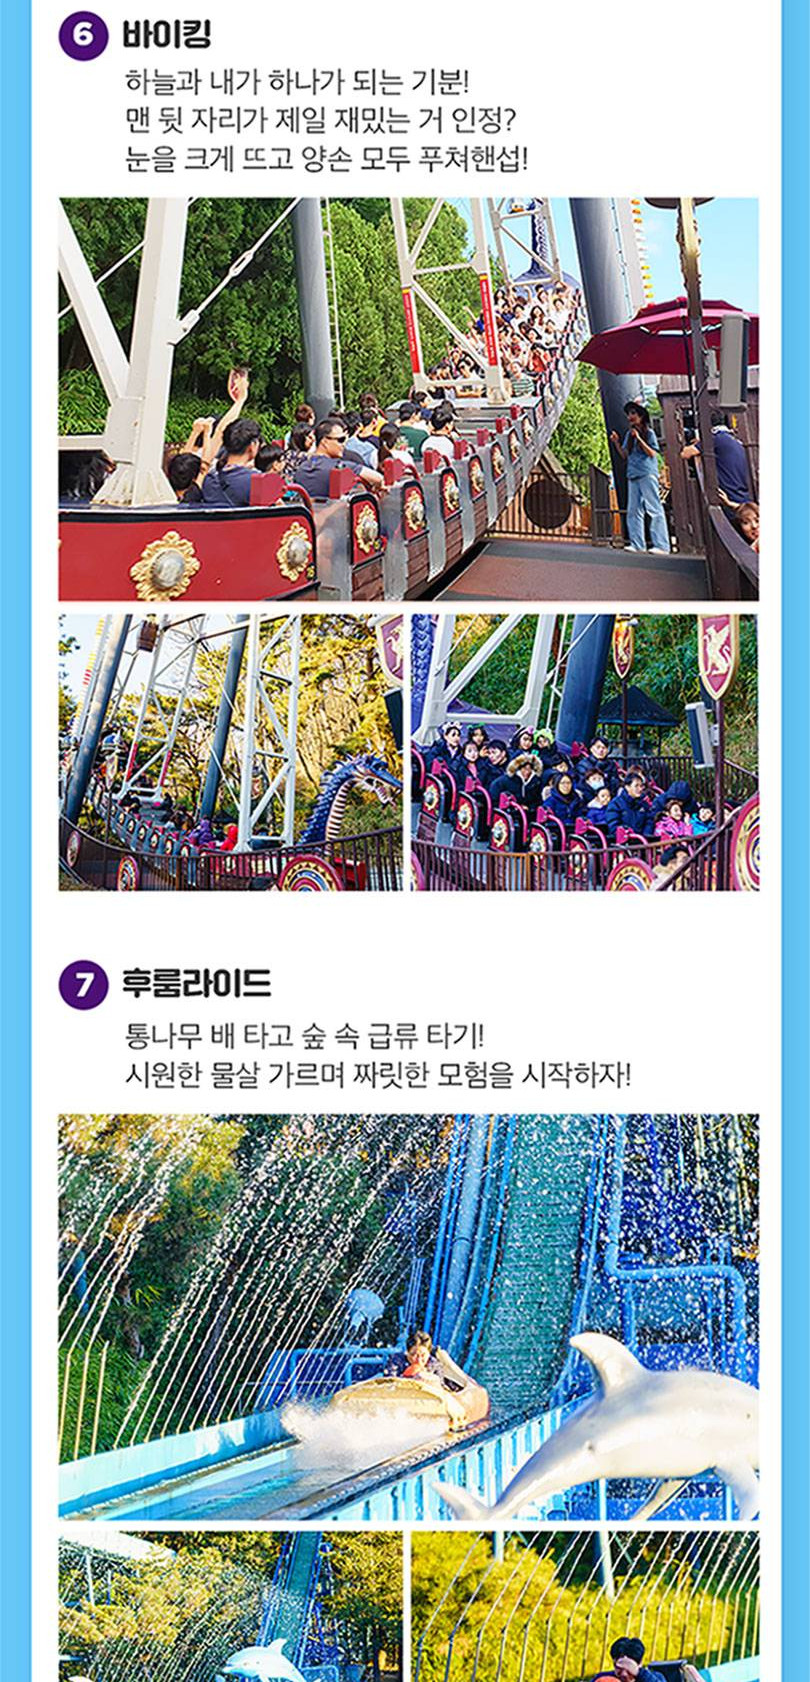 6 바이킹
하늘과 내가 하나가 되는 기분!
맨 뒷 자리가 제일 재밌는 거 인정?
눈을 크게 뜨고 양손 모두 푸쳐핸섭!
7 후룸라이드
통나무 배 타고 숲 속 급류 타기!
시원한 물살 가르며 짜릿한 모험을 시작하자!